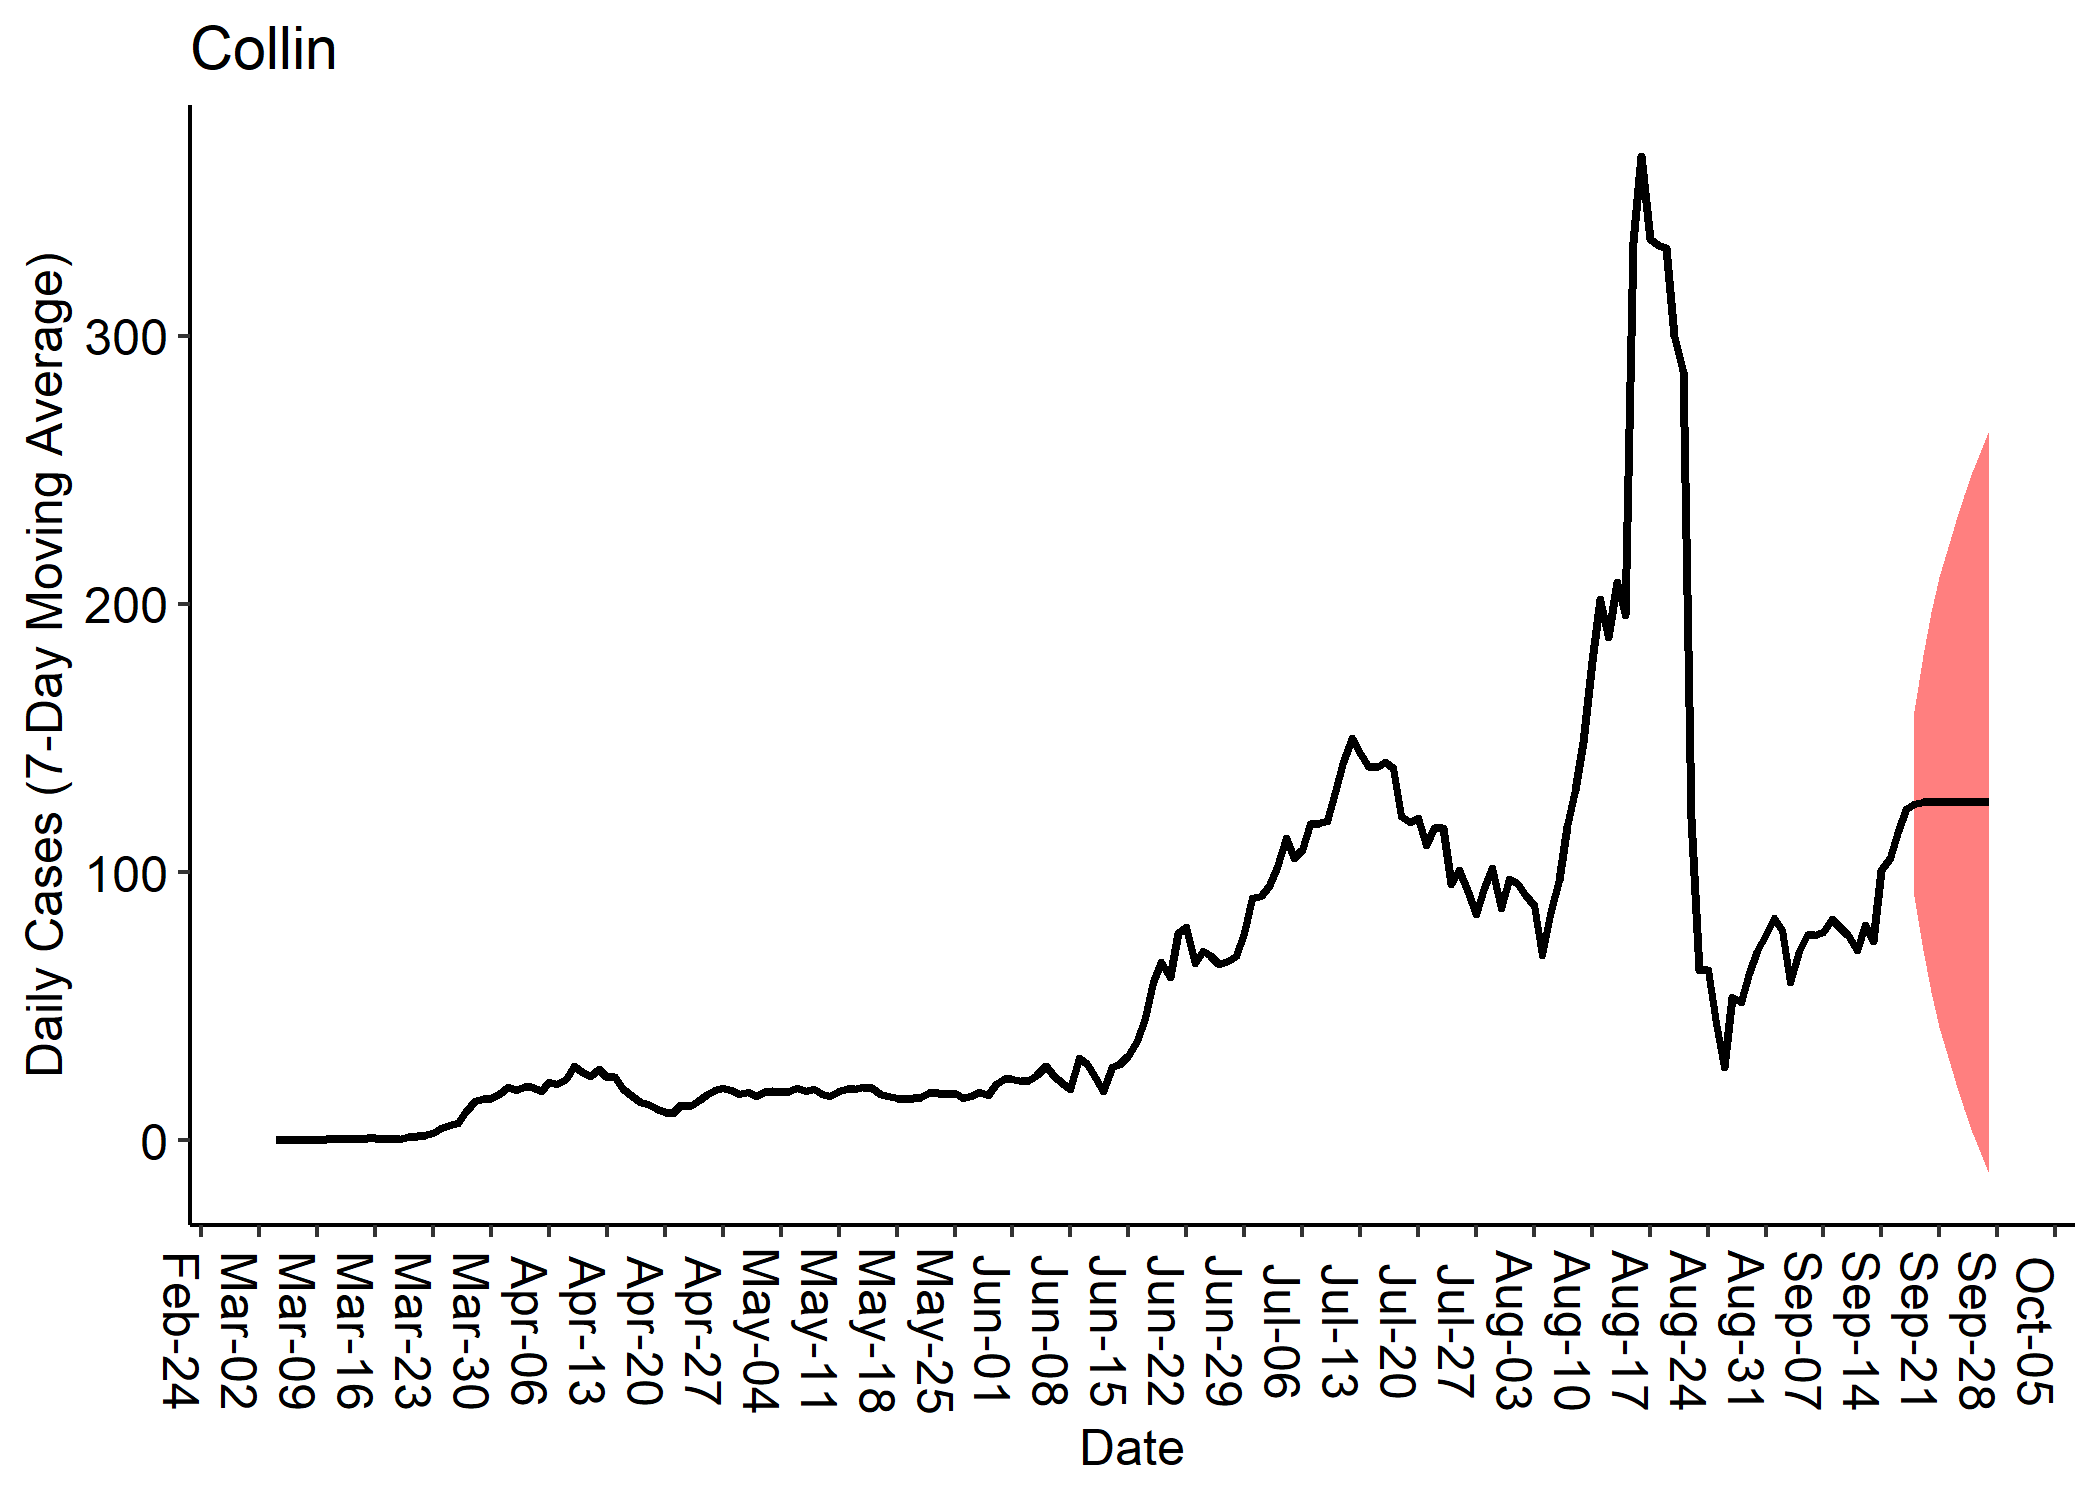 Collin
Daily Cases (7-Day Moving Average)
300
200
100
0
Feb-24
Mar-02
Mar-09
Mar-16
Mar-23
Mar-30
Apr-06
Apr-13
Apr-20
Apr-27
May-04
May-11
May-18
May-25
Jun-01
Jun-08
Jun-15
Jun-22
Jun-29
Jul-06
Jul-13
Jul-20
Jul-27
Aug-03
Aug-10
Aug-17
Aug-24
Aug-31
Sep-07
Sep-14
Sep-21
Sep-28
Oct-05
Date